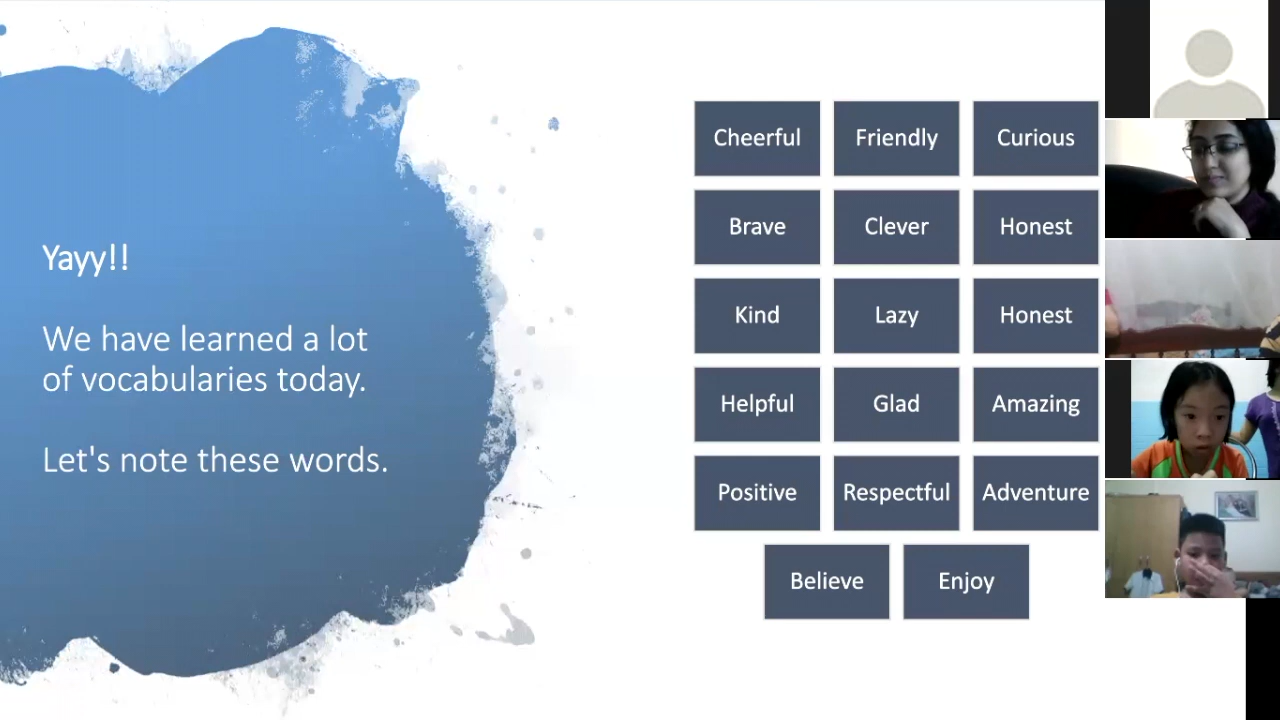 Yayy!!
We have learned a lot
of vocabularies today.
Let's note these words.
Cheerful
Friendly
Curious
Brave
Clever
Honest
Kind
Lazy
Honest
Helpful
Glad
Amazing
Positive
Respectful
Adventure
Believe
Enjoy